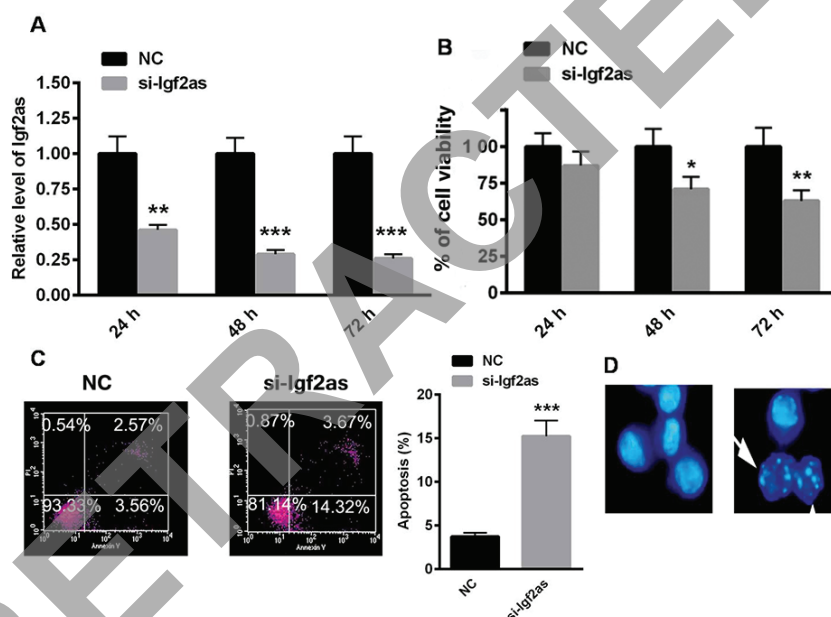 A
NC
si-Igf2as
Relative level of Igf2as
1.50
1.25
1.00
0.75
0.50
0.25
0.00
**
***
***
24 h
48 h
72 h
B
NC
si-Igf2as
% of cell viability
100
75
50
25
0
*
**
24 h
48 h
72 h
C
NC
0.54% 2.57%
93.33% 3.56%
Annexin V
si-Igf2as
0.87% 3.67%
81.14% 14.32%
Annexin V
NC
si-Igf2as
Apoptosis (%)
20
15
10
5
0
***
NC
si-Igf2as
D
RETRACTED